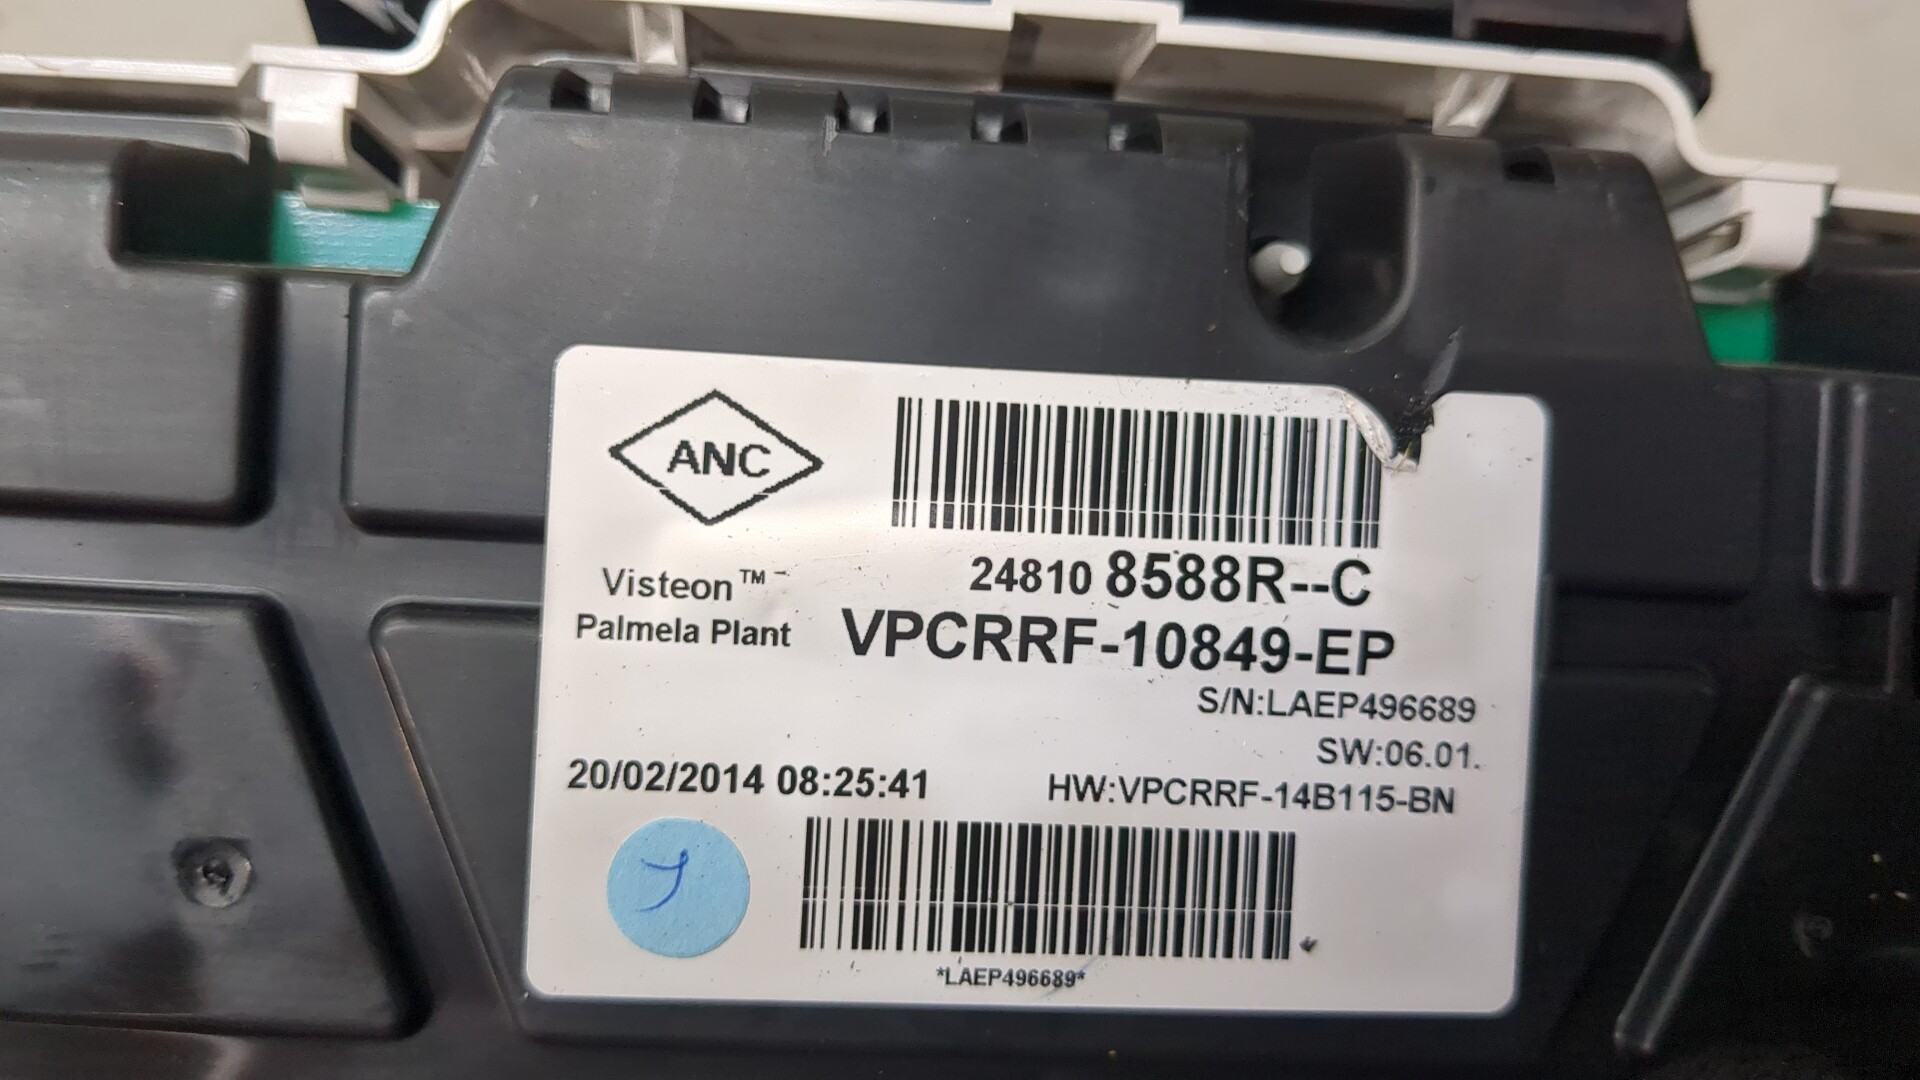 ANC
24810 8588R--C
Visteon™
Palmela Plant
VPCRRF-10849-EP
S/N:LAEP496689
SW:06.01.
20/02/2014 08:25:41
HW:VPCRRF-14B115-BN
*LAEP496689*